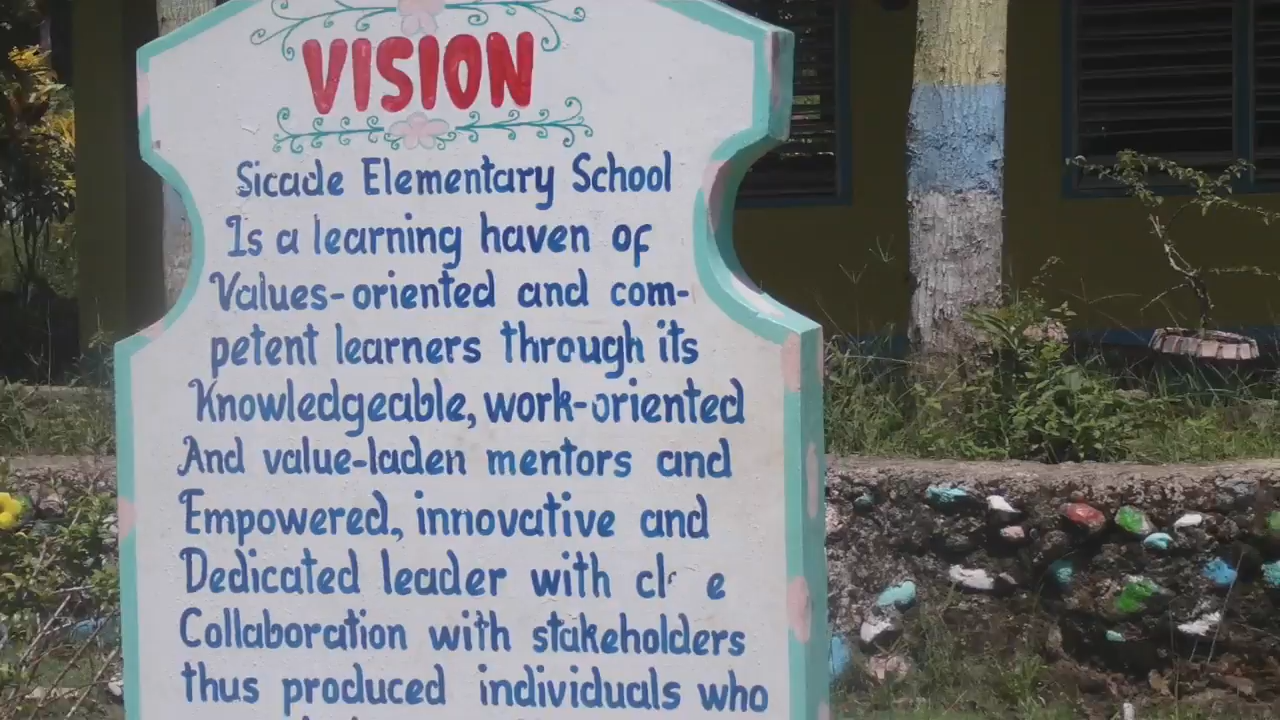 VISION
Sicade Elementary School
Is a learning haven of
Values-oriented and com-
petent learners through its
Knowledgeable, work-oriented
And value-laden mentors and
Empowered, innovative and
Dedicated leader with
Collaboration with stakeholders
thus produced individuals who